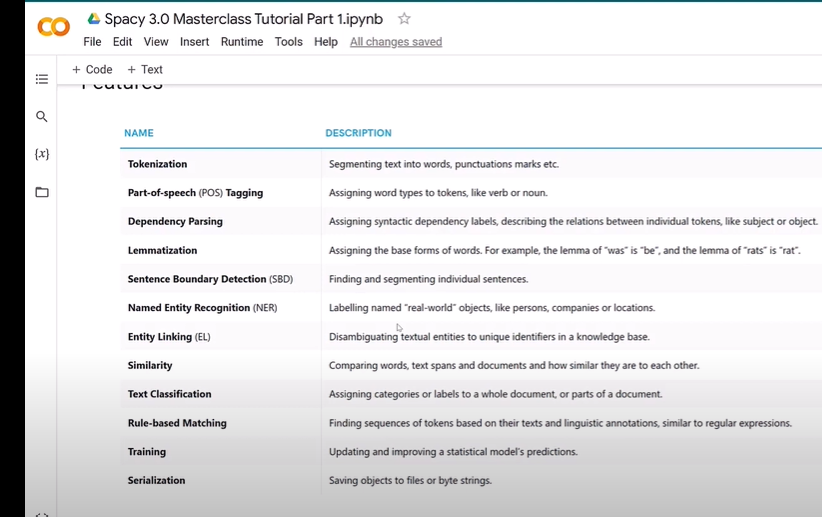 Spacy 3.0 Masterclass Tutorial Part 1.ipynb
File Edit View Insert Runtime Tools Help All changes saved
+ Code + Text
Features
NAME DESCRIPTION
Tokenization Segmenting text into words, punctuations marks etc.
Part-of-speech (POS) Tagging Assigning word types to tokens, like verb or noun.
Dependency Parsing Assigning syntactic dependency labels, describing the relations between individual tokens, like subject or object.
Lemmatization Assigning the base forms of words. For example, the lemma of "was" is "be", and the lemma of "rats" is "rat".
Sentence Boundary Detection (SBD) Finding and segmenting individual sentences.
Named Entity Recognition (NER) Labelling named "real-world" objects, like persons, companies or locations.
Entity Linking (EL) Disambiguating textual entities to unique identifiers in a knowledge base.
Similarity Comparing words, text spans and documents and how similar they are to each other.
Text Classification Assigning categories or labels to a whole document, or parts of a document.
Rule-based Matching Finding sequences of tokens based on their texts and linguistic annotations, similar to regular expressions.
Training Updating and improving a statistical model's predictions.
Serialization Saving objects to files or byte strings.